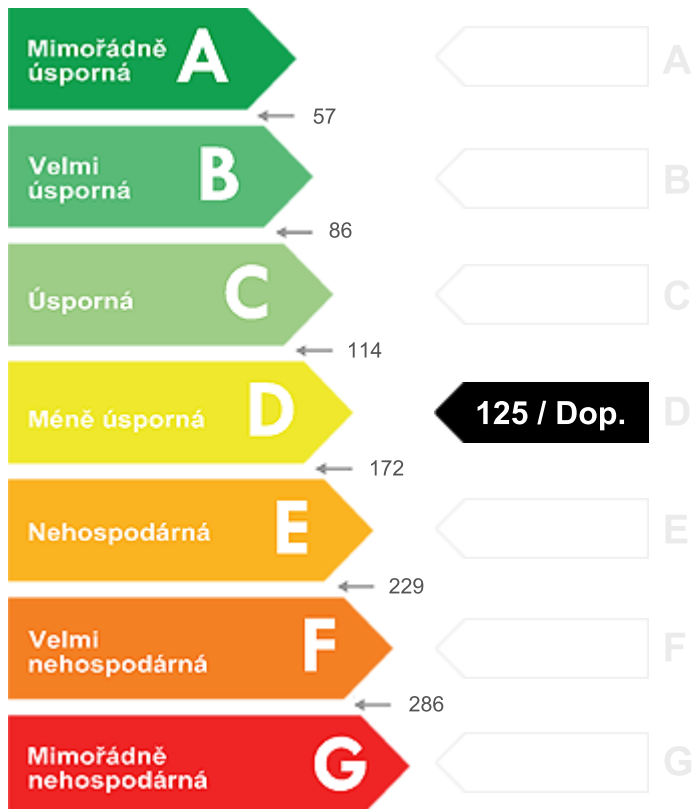 Mimořádně
úsporná
A
A
57
Velmi
úsporná
B
B
86
Úsporná
C
C
114
Méně úsporná
D
125 / Dop.
D
172
Nehospodárná
E
E
229
Velmi
nehospodárná
F
F
286
Mimořádně
nehospodárná
G
G